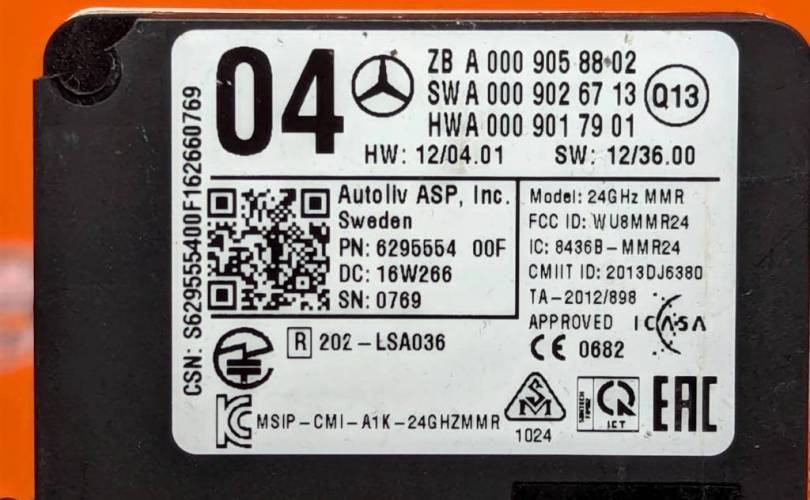 04
ZB A 000 905 88 02
SW A 000 902 67 13
HW A 000 901 79 01
Q13
HW: 12/04.01 SW: 12/36.00
CSN: S629555400F162660769
Autoliv ASP, Inc.
Sweden
PN: 6295554 00F
DC: 16W266
SN: 0769
Model: 24GHz MMR
FCC ID: WU8MMR24
IC: 8436B-MMR24
CMIIT ID: 2013DJ6380
TA-2012/898
APPROVED ICASA
CE 0682
R 202-LSA036
MSIP-CMI-A1K-24GHZMMR
SM
1024
ICT
EAC